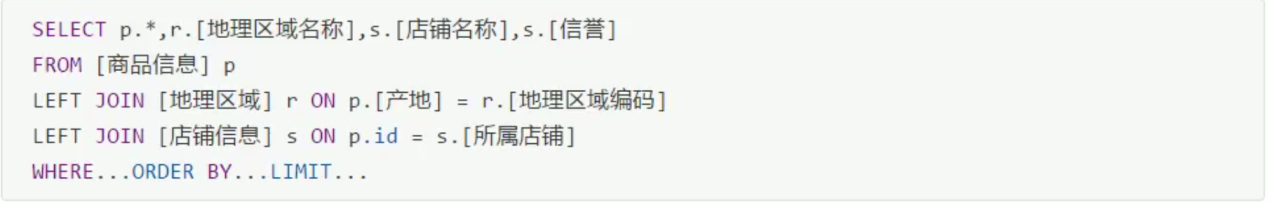 SELECT p.*,r.[地理区域名称],s.[店铺名称],s.[信誉]
FROM [商品信息] p
LEFT JOIN [地理区域] r ON p.[产地] = r.[地理区域编码]
LEFT JOIN [店铺信息] s ON p.id = s.[所属店铺]
WHERE...ORDER BY...LIMIT...